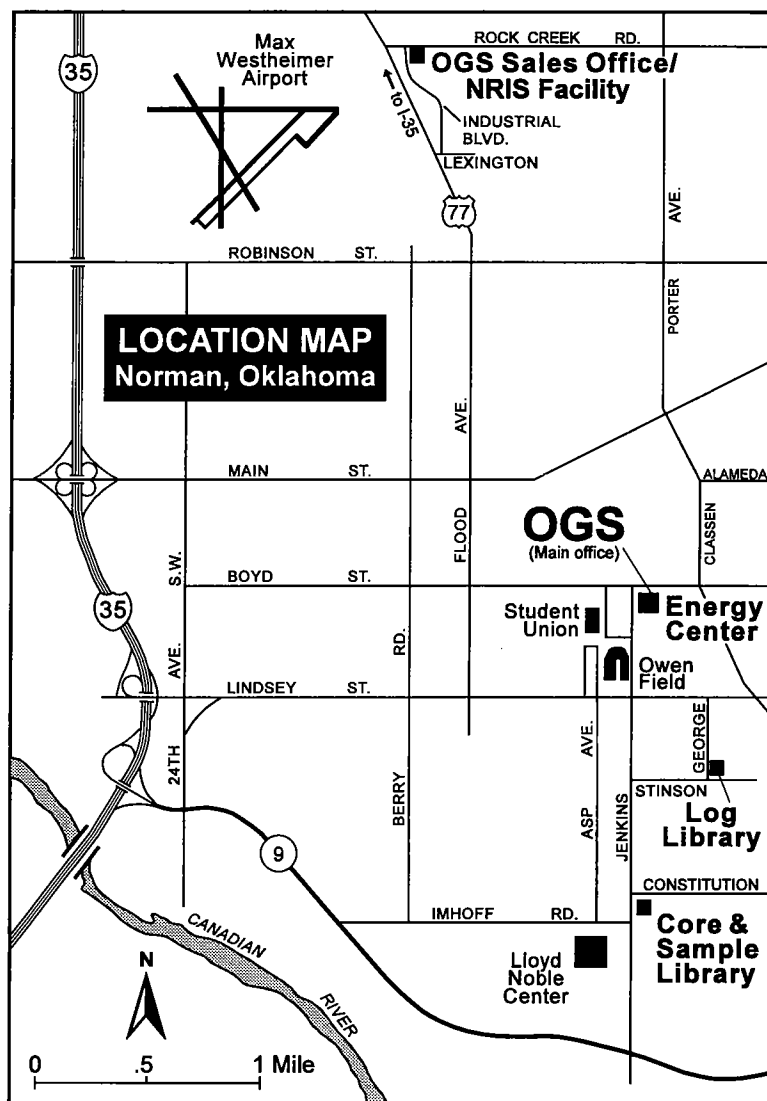 ROCK CREEK RD.
35
Max
Westheimer
Airport
OGS Sales Office/
NRIS Facility
← to I-35
INDUSTRIAL
BLVD.
LEXINGTON
77
AVE.
PORTER
ROBINSON ST.
LOCATION MAP
Norman, Oklahoma
AVE.
FLOOD
MAIN ST.
ALAMEDA
CLASSEN
OGS
(Main office)
S.W.
AVE.
24TH
BOYD ST.
35
Student
Union
Energy
Center
RD.
BERRY
Owen
Field
LINDSEY ST.
AVE.
ASP
JENKINS
GEORGE
STINSON
Log
Library
9
CONSTITUTION
IMHOFF RD.
Core &
Sample
Library
Lloyd
Noble
Center
CANADIAN
RIVER
N
0 .5 1 Mile